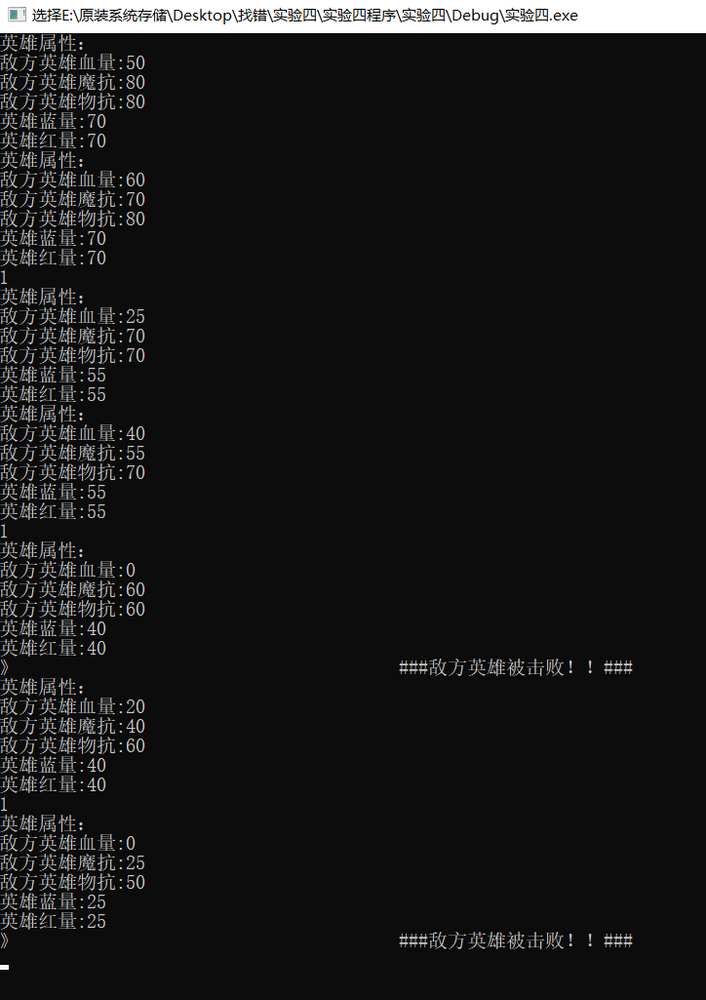 选择E:\原装系统存储\Desktop\找错\实验四\实验四程序\实验四\Debug\实验四.exe
英雄属性:
敌方英雄血量:50
敌方英雄魔抗:80
敌方英雄物抗:80
英雄蓝量:70
英雄红量:70
英雄属性:
敌方英雄血量:60
敌方英雄魔抗:70
敌方英雄物抗:80
英雄蓝量:70
英雄红量:70
1
英雄属性:
敌方英雄血量:25
敌方英雄魔抗:70
敌方英雄物抗:70
英雄蓝量:55
英雄红量:55
英雄属性:
敌方英雄血量:40
敌方英雄魔抗:55
敌方英雄物抗:70
英雄蓝量:55
英雄红量:55
1
英雄属性:
敌方英雄血量:0
敌方英雄魔抗:60
敌方英雄物抗:60
英雄蓝量:40
英雄红量:40
》 ###敌方英雄被击败！！###
英雄属性:
敌方英雄血量:20
敌方英雄魔抗:40
敌方英雄物抗:60
英雄蓝量:40
英雄红量:40
1
英雄属性:
敌方英雄血量:0
敌方英雄魔抗:25
敌方英雄物抗:50
英雄蓝量:25
英雄红量:25
》 ###敌方英雄被击败！！###